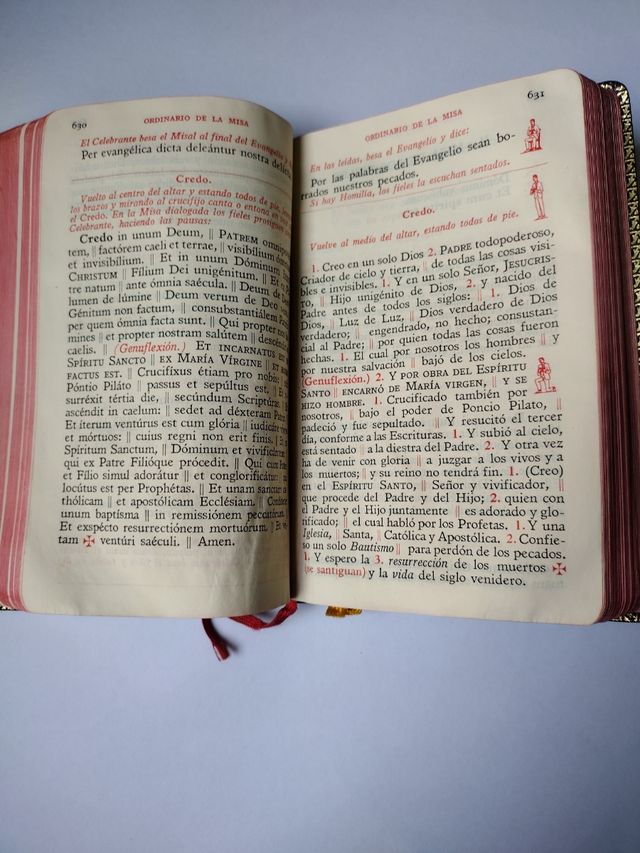 630
ORDINARIO DE LA MISA
El Celebrante besa el Misal al final del Evangelio y
Per evangélica dicta deleántur nostra
Credo.
Vuelto al centro del altar y estando todos de pie,
los brazos y mirando al crucifijo canta o entona en
el Credo. En la Misa dialogada los fieles prosiguen
Celebrante, haciendo las pausas:
Credo in unum Deum, || PATREM
tem, || factórem caeli et terrae, || visibílium
et invisibílium. || Et in unum Dóminum
CHRISTUM || Fílium Dei unigénitum. || Et
tre natum || ante ómnia saécula. || Deum de
lumen de lúmine || Deum verum de Deo
Génitum non factum, || consubstantiálem
per quem ómnia facta sunt. || Qui propter
mines || et propter nostram salútem ||
caelis. || (Genuflexión.) ET INCARNATUS
SPÍRITU SANCTO || EX MARÍA VÍRGINE || ET
FACTUS EST. || Crucifíxus étiam pro nobis; ||
Póntio Piláto || passus et sepúltus est. || Et
surréxit tértia die, || secúndum Scriptúras. ||
ascéndit in caelum: || sedet ad déxteram
Et íterum ventúrus est cum glória || iudicáre
et mórtuos: || cuius regni non erit finis. ||
Spíritum Sanctum, || Dóminum et
qui ex Patre Filióque procédit. || Qui cum
et Fílio simul adorátur || et conglorificátur:
locútus est per Prophétas. || Et unam sanctam
thólicam || et apostólicam Ecclésiam. ||
unum baptísma || in remissiónem peccatórum.
Et exspécto resurrectiónem mortuórum. || Et
tam ✠ ventúri saéculi. || Amen.
631
ORDINARIO DE LA MISA
En las leídas, besa el Evangelio y dice:
Por las palabras del Evangelio sean bo-
rrados nuestros pecados.
Si hay Homilía, los fieles la escuchan sentados.
Credo.
Vuelve al medio del altar, estando todos de pie.
1. Creo en un solo Dios 2. PADRE todopoderoso,
Criador de cielo y tierra, || de todas las cosas visi-
bles e invisibles. 1. Y en un solo Señor, JESUCRIS-
TO, || Hijo unigénito de Dios, 2. y nacido del
Padre antes de todos los siglos: || 1. Dios de
Dios, || Luz de Luz, || Dios verdadero de Dios
verdadero; || engendrado, no hecho; consustan-
cial al Padre; || por quien todas las cosas fueron
hechas. 1. El cual por nosotros los hombres || y
por nuestra salvación || bajó de los cielos.
(Genuflexión.) 2. Y POR OBRA DEL ESPÍRITU
SANTO || ENCARNÓ DE MARÍA VIRGEN, || Y SE
HIZO HOMBRE. 1. Crucificado también por
nosotros, || bajo el poder de Poncio Pilato, ||
padeció y fue sepultado. || Y resucitó el tercer
día, conforme a las Escrituras. 1. Y subió al cielo,
está sentado || a la diestra del Padre. 2. Y otra vez
ha de venir con gloria || a juzgar a los vivos y a
los muertos; || y su reino no tendrá fin. 1. (Creo)
en el ESPÍRITU SANTO, || Señor y vivificador, ||
que procede del Padre y del Hijo; 2. quien con
el Padre y el Hijo juntamente || es adorado y glo-
rificado; || el cual habló por los Profetas. 1. Y una
Iglesia, || Santa, || Católica y Apostólica. 2. Confie-
so un solo Bautismo || para perdón de los pecados.
1. Y espero la 3. resurrección de los muertos ✠
(se santiguan) y la vida del siglo venidero.